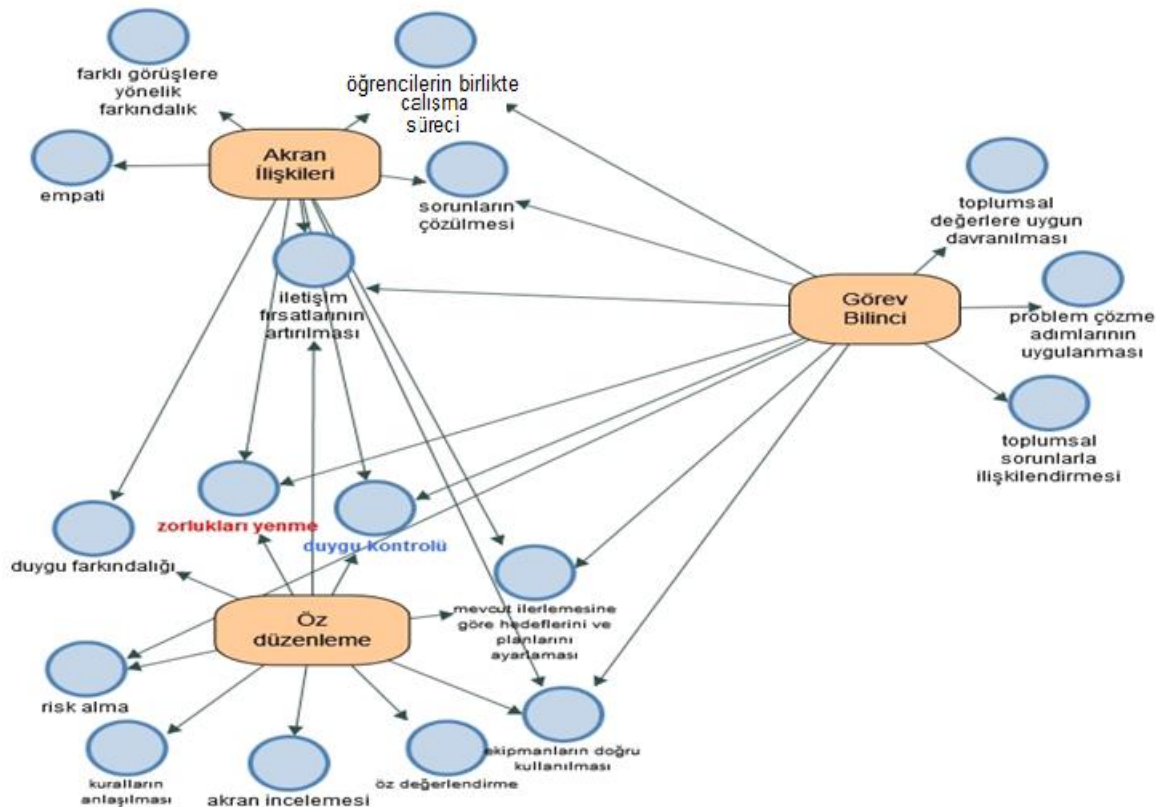 farklı görüşlere
yönelik
farkındalık
öğrencilerin birlikte
calışma
süreci
Akran
İlişkileri
empati
sorunların
çözülmesi
toplumsal
değerlere uygun
davranılması
iletişim
fırsatlarının
artırılması
Görev
Bilinci
problem çözme
adımlarının
uygulanması
toplumsal
sorunlarla
ilişkilendirmesi
zorlukları yenme
duygu kontrolü
duygu farkındalığı
mevcut ilerlemesine
göre hedeflerini ve
planlarını
ayarlaması
Öz
düzenleme
risk alma
ekipmanların doğru
kullanılması
kuralların
anlaşılması
akran incelemesi
öz değerlendirme